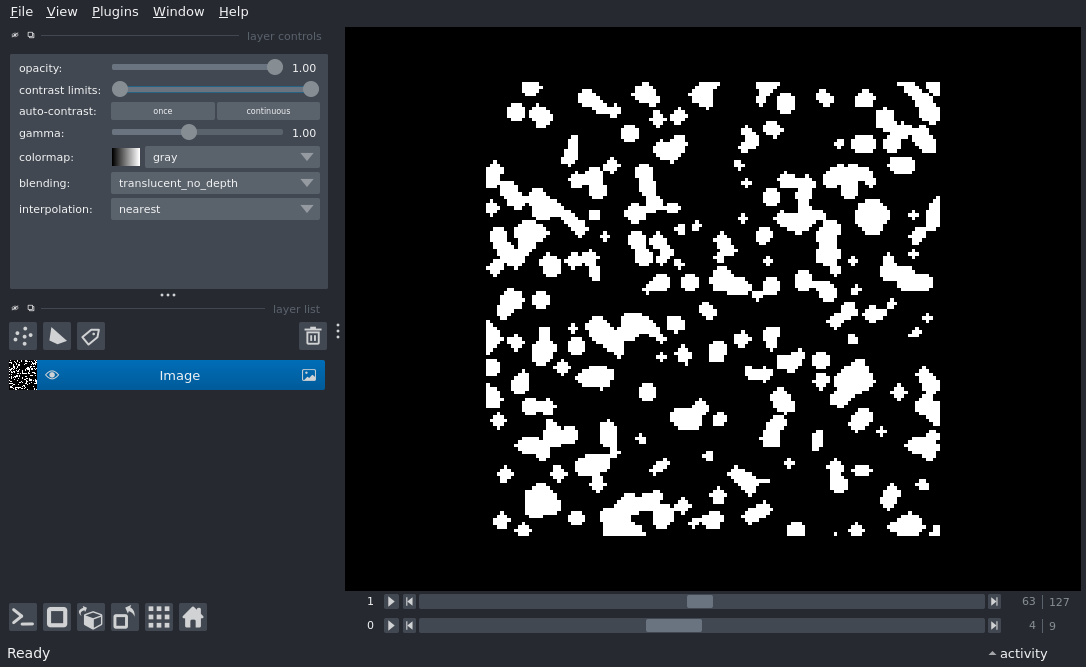 File View Plugins Window Help
layer controls
opacity: 1.00
contrast limits:
auto-contrast: once continuous
gamma: 1.00
colormap: gray
blending: translucent_no_depth
interpolation: nearest
layer list
Image
1 63 127
0 4 9
Ready activity